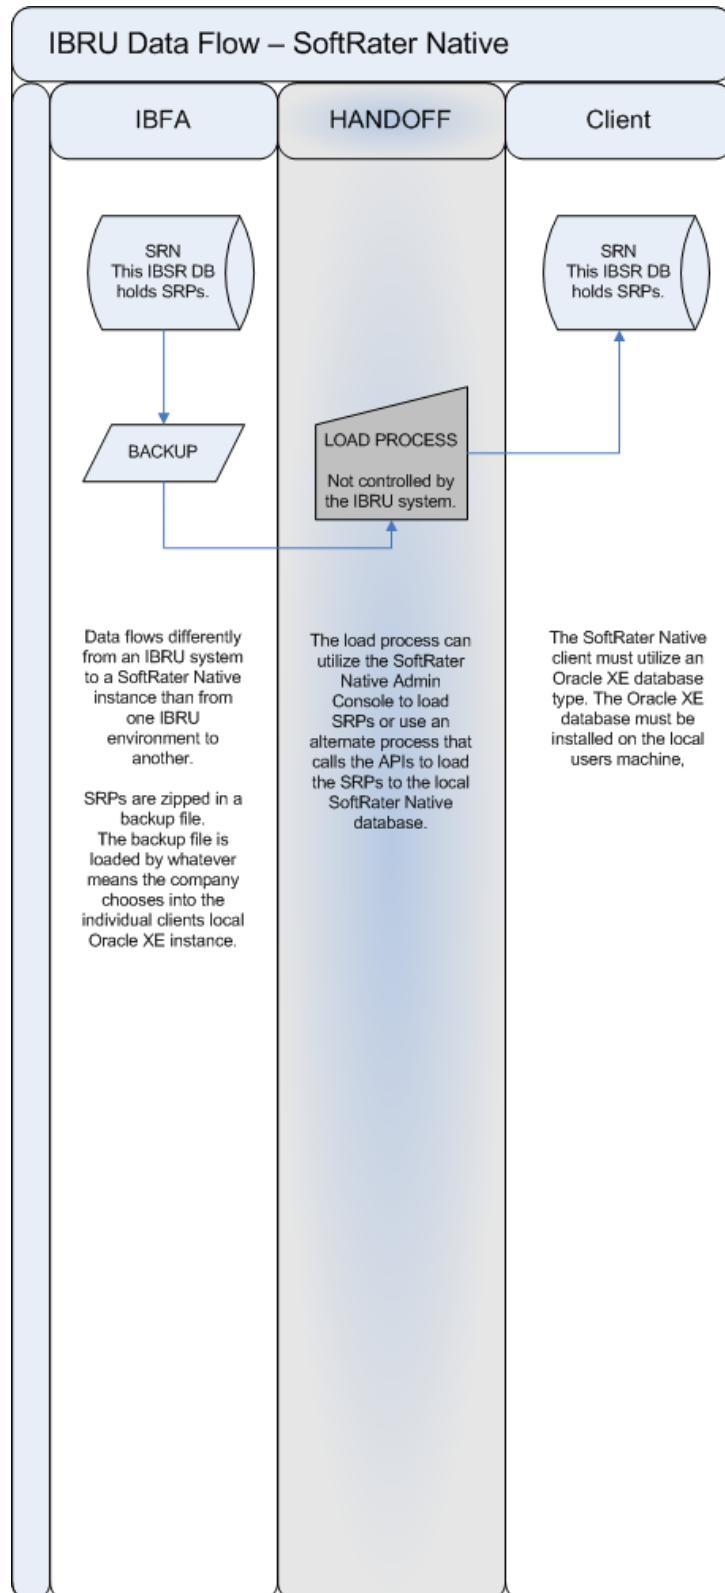 IBRU Data Flow – SoftRater Native
IBFA
HANDOFF
Client
SRN
This IBSR DB
holds SRPs.
SRN
This IBSR DB
holds SRPs.
BACKUP
LOAD PROCESS
Not controlled by
the IBRU system.
Data flows differently
from an IBRU system
to a SoftRater Native
instance than from
one IBRU
environment to
another.
SRPs are zipped in a
backup file.
The backup file is
loaded by whatever
means the company
chooses into the
individual clients local
Oracle XE instance.
The load process can
utilize the SoftRater
Native Admin
Console to load
SRPs or use an
alternate process that
calls the APIs to load
the SRPs to the local
SoftRater Native
database.
The SoftRater Native
client must utilize an
Oracle XE database
type. The Oracle XE
database must be
installed on the local
users machine,